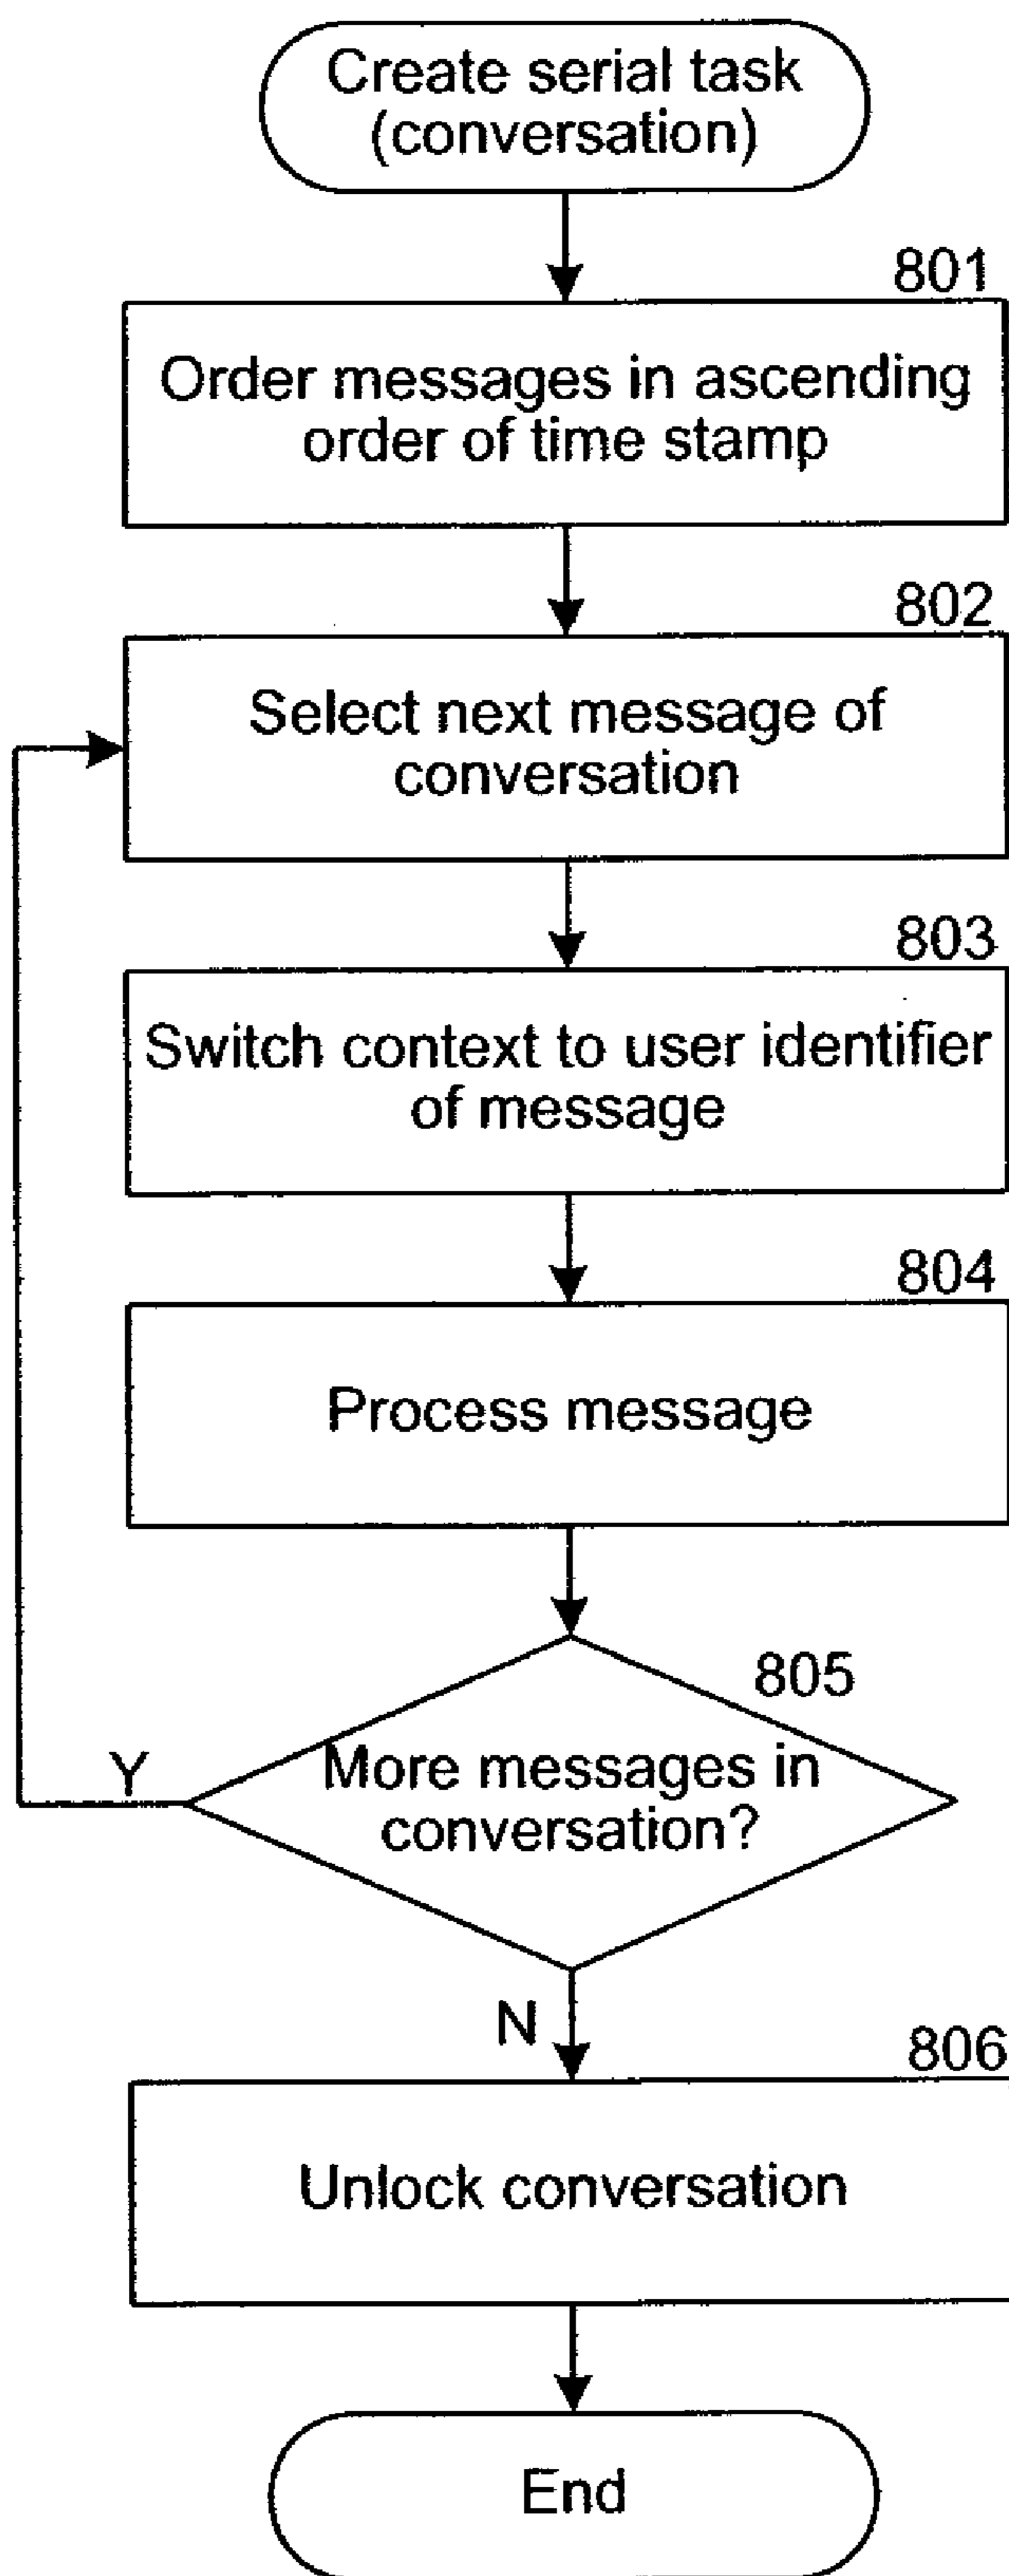 Create serial task
(conversation)
801
Order messages in ascending
order of time stamp
802
Select next message of
conversation
803
Switch context to user identifier
of message
804
Process message
805
More messages in
conversation?
Y
N
806
Unlock conversation
End